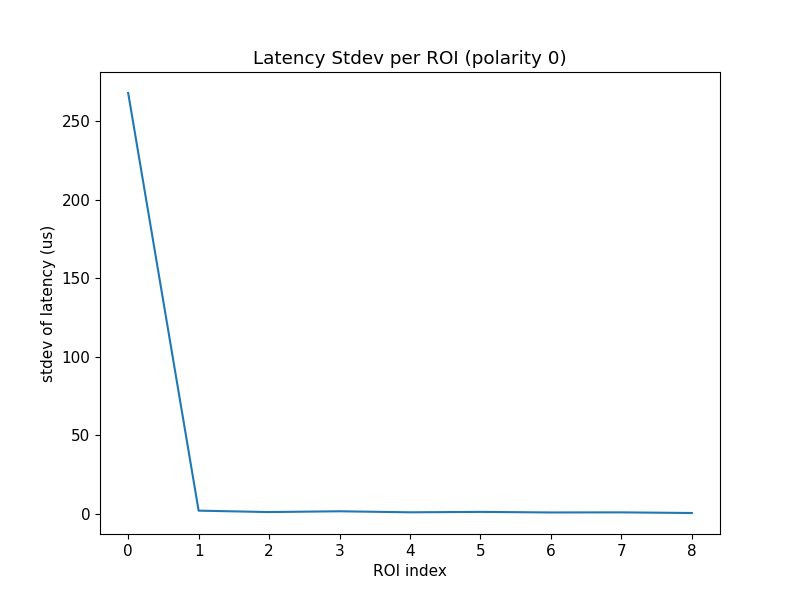 Latency Stdev per ROI (polarity 0)
stdev of latency (us)
250
200
150
100
50
0
0 1 2 3 4 5 6 7 8
ROI index